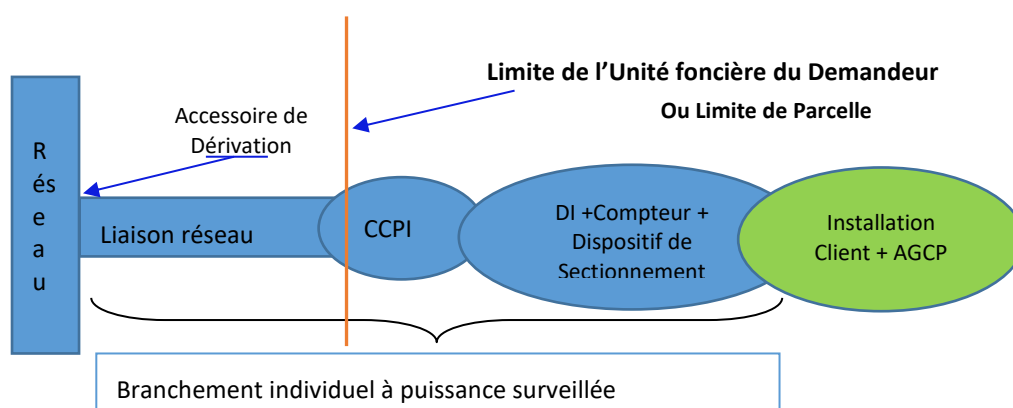 Limite de l’Unité foncière du Demandeur
Ou Limite de Parcelle
Accessoire de
Dérivation
R
és
e
a
u
Liaison réseau
CCPI
DI +Compteur +
Dispositif de
Sectionnement
Installation
Client + AGCP
Branchement individuel à puissance surveillée